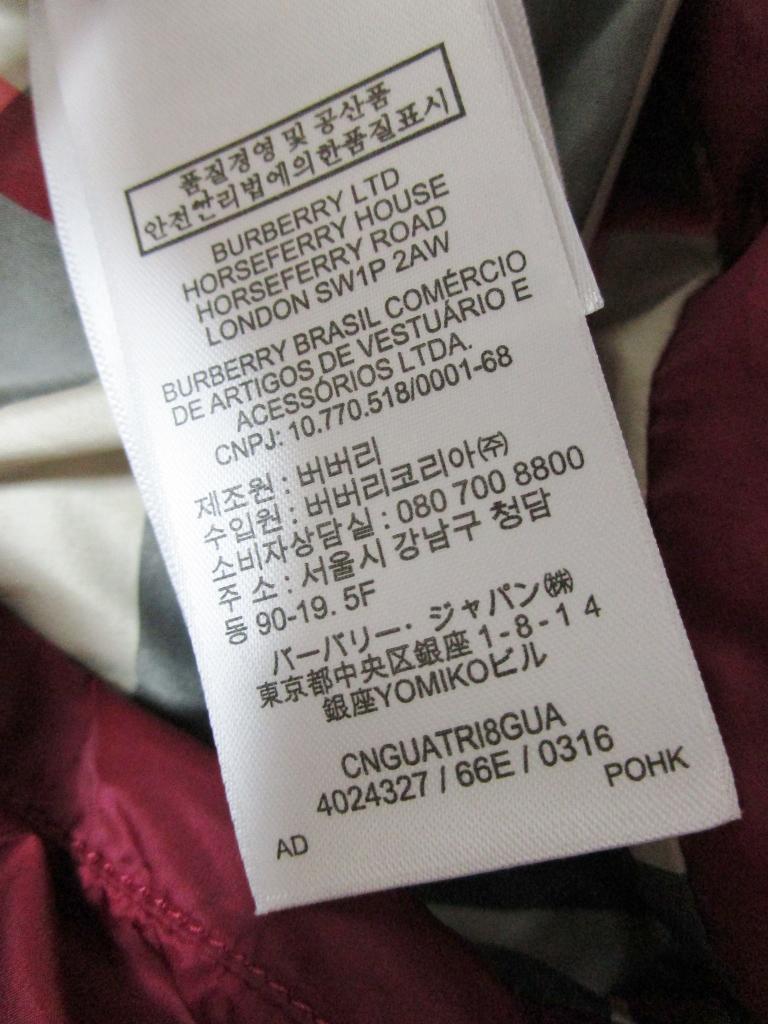 품질경영 및 공산품
안전관리법에의한품질표시
BURBERRY LTD
HORSEFERRY HOUSE
HORSEFERRY ROAD
LONDON SW1P 2AW
BURBERRY BRASIL COMÉRCIO
DE ARTIGOS DE VESTUÁRIO E
ACESSÓRIOS LTDA.
CNPJ: 10.770.518/0001-68
제조원 : 버버리
수입원 : 버버리코리아㈜
소비자상담실 : 080 700 8800
주 소 : 서울시 강남구 청담
동 90-19. 5F
バーバリー・ジャパン㈱
東京都中央区銀座 1-8-14
銀座YOMIKOビル
CNGUATRI8GUA
4024327 / 66E / 0316
POHK
AD